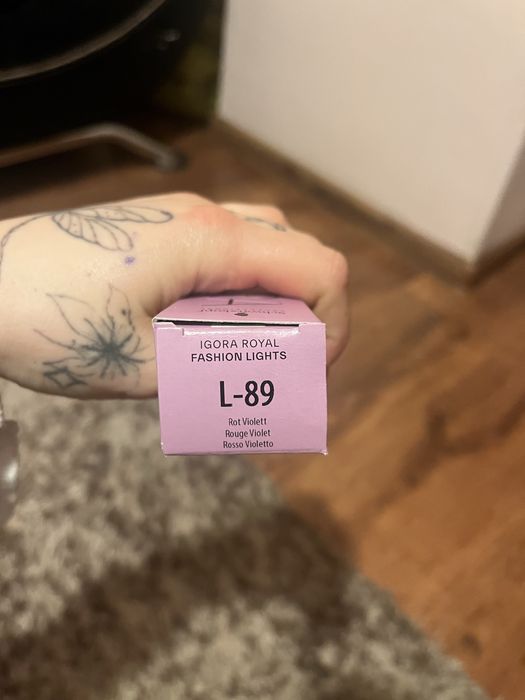 IGORA ROYAL
FASHION LIGHTS
L-89
Rot Violett
Rouge Violet
Rosso Violetto